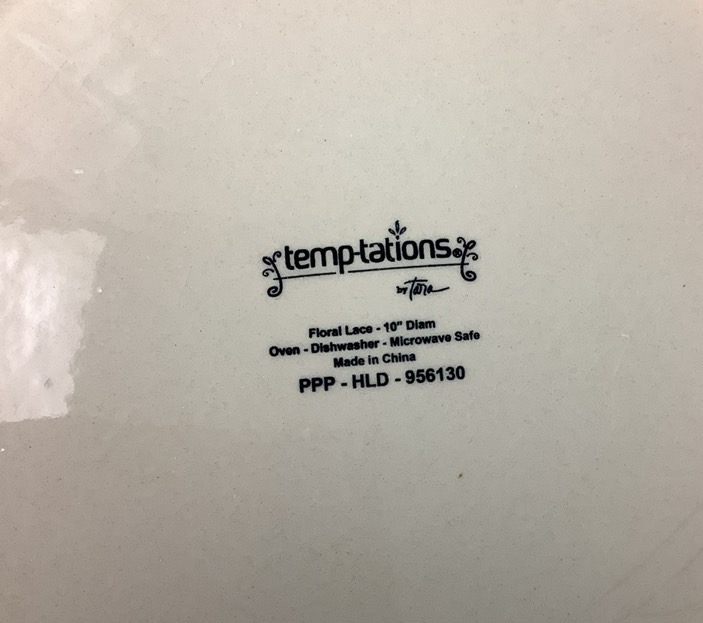 temp-tations®
by Tara
Floral Lace - 10" Diam
Oven - Dishwasher - Microwave Safe
Made in China
PPP - HLD - 956130